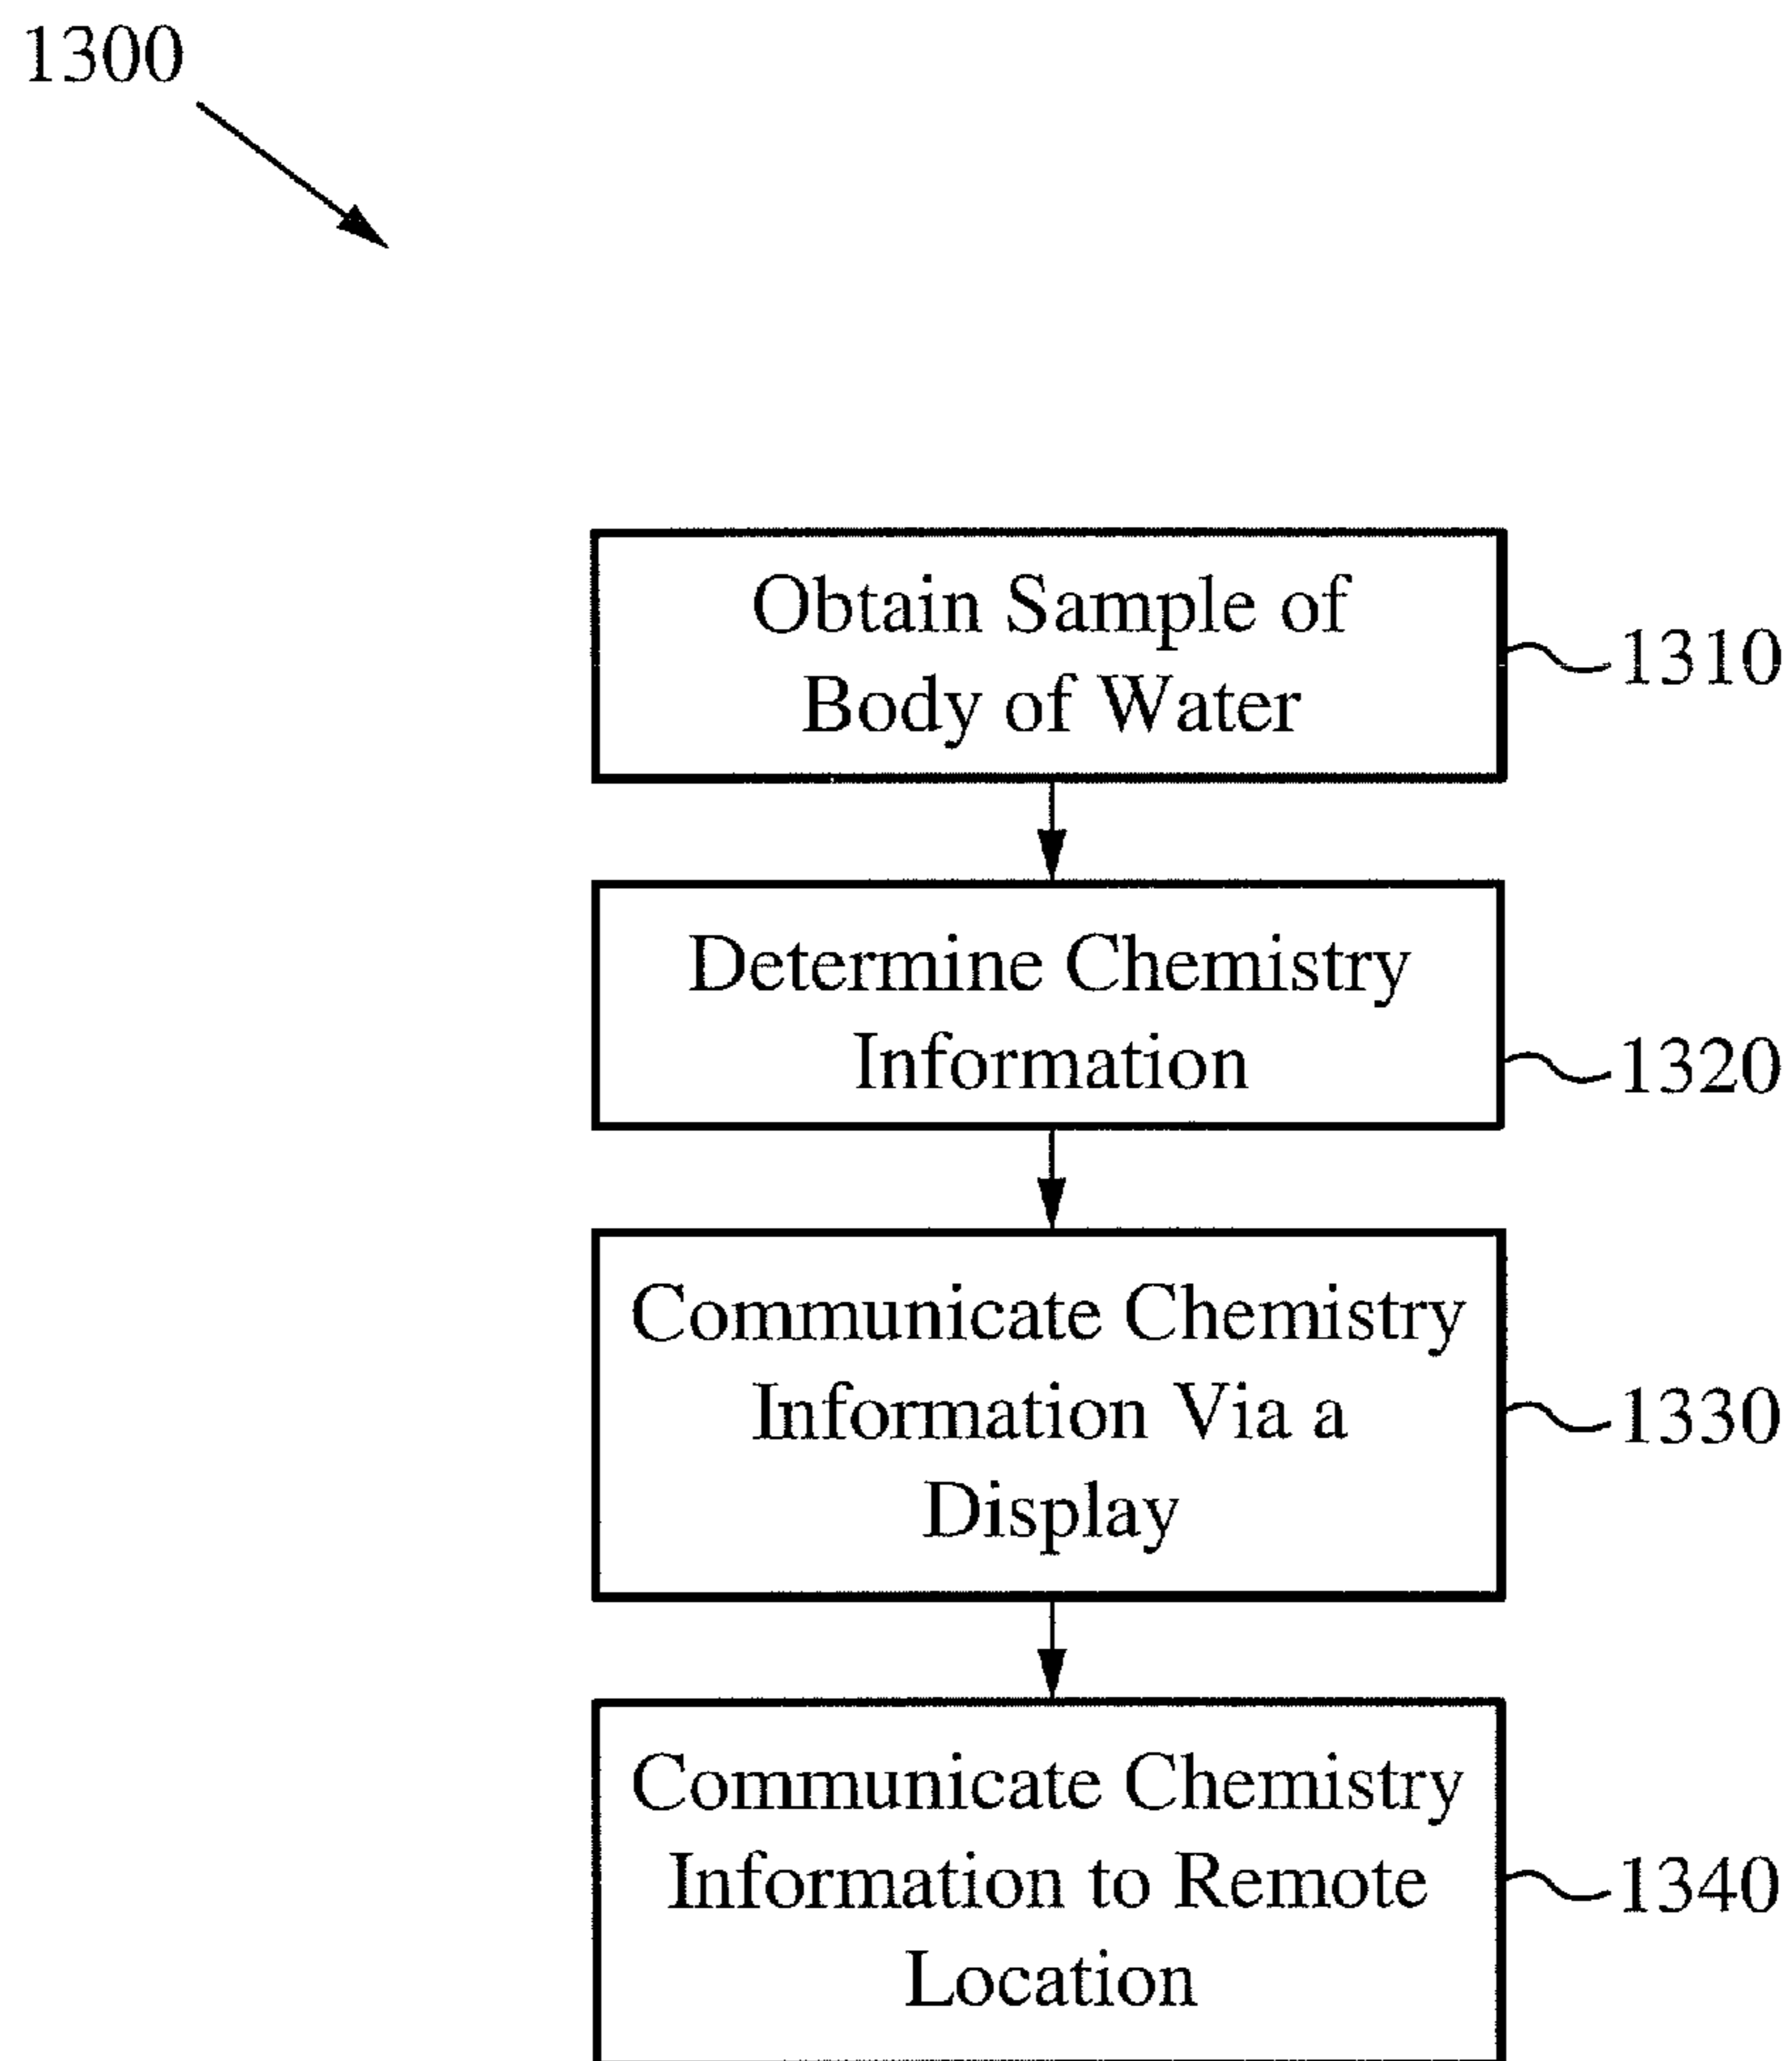 1300
Obtain Sample of
Body of Water
1310
Determine Chemistry
Information
1320
Communicate Chemistry
Information Via a
Display
1330
Communicate Chemistry
Information to Remote
Location
1340